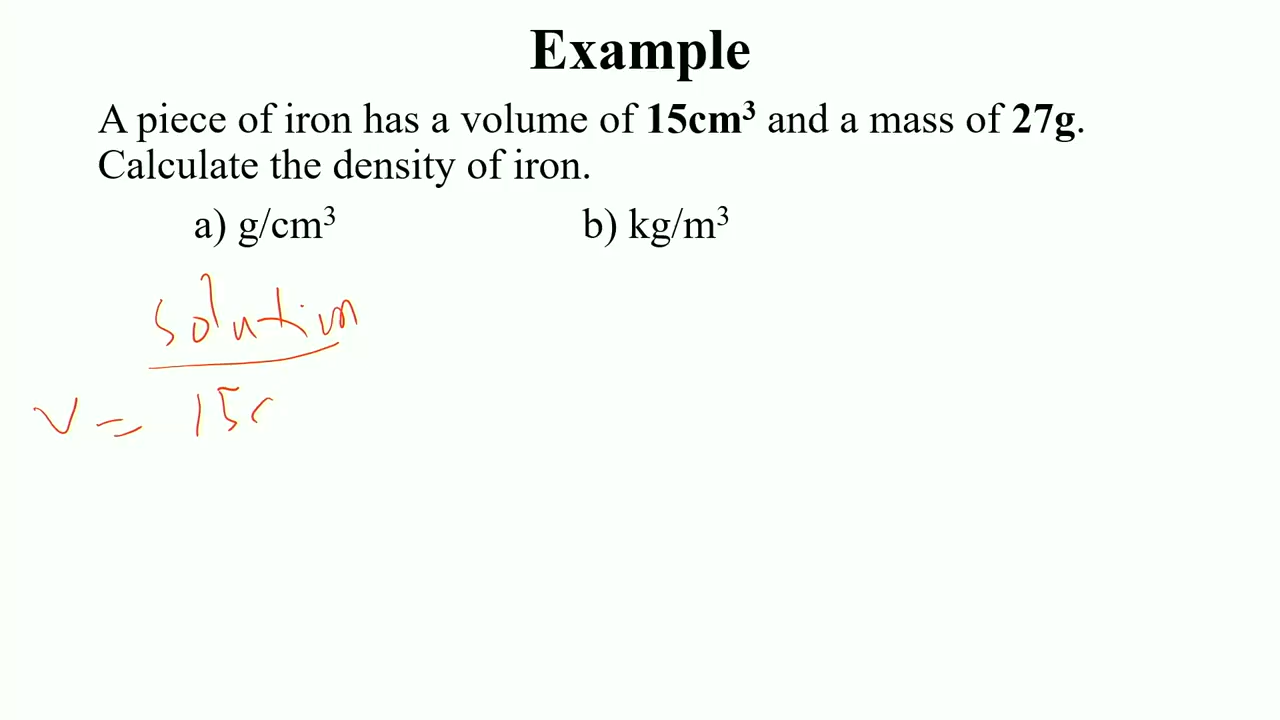 Example
A piece of iron has a volume of 15cm³ and a mass of 27g.
Calculate the density of iron.
a) g/cm³ b) kg/m³
Solution
V = 15c